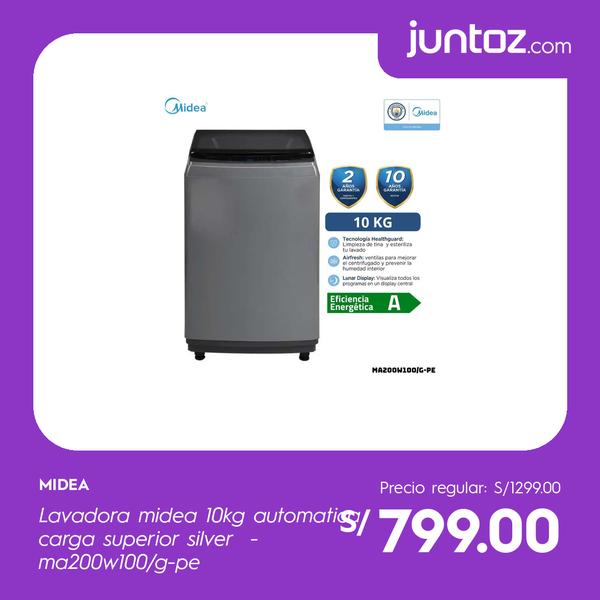 juntoz.com
Midea
Midea
2
AÑOS
GARANTÍA
10
AÑOS
GARANTÍA
10 KG
Tecnología Healthguard:
Limpieza de tina y esteriliza
tu lavado
Airfresh: ventilas para mejorar
el centrifugado y prevenir la
humedad interior
Lunar Display: Visualiza todos los
programas en un display central
Eficiencia
Energética
A
MA200W100/G-PE
MIDEA
Lavadora midea 10kg automatica
carga superior silver -
ma200w100/g-pe
Precio regular: S/1299.00
S/ 799.00